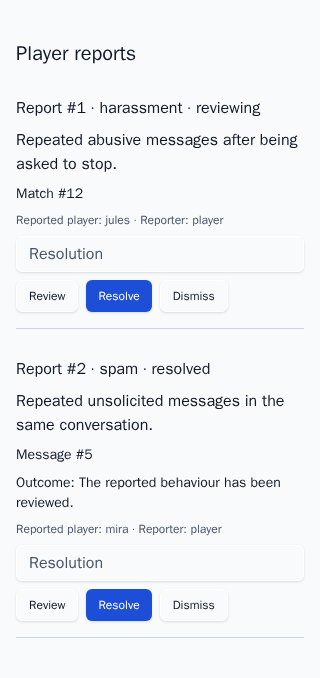 Player reports
Report #1 · harassment · reviewing
Repeated abusive messages after being
asked to stop.
Match #12
Reported player: jules · Reporter: player
Resolution
Review Resolve Dismiss
Report #2 · spam · resolved
Repeated unsolicited messages in the
same conversation.
Message #5
Outcome: The reported behaviour has been
reviewed.
Reported player: mira · Reporter: player
Resolution
Review Resolve Dismiss